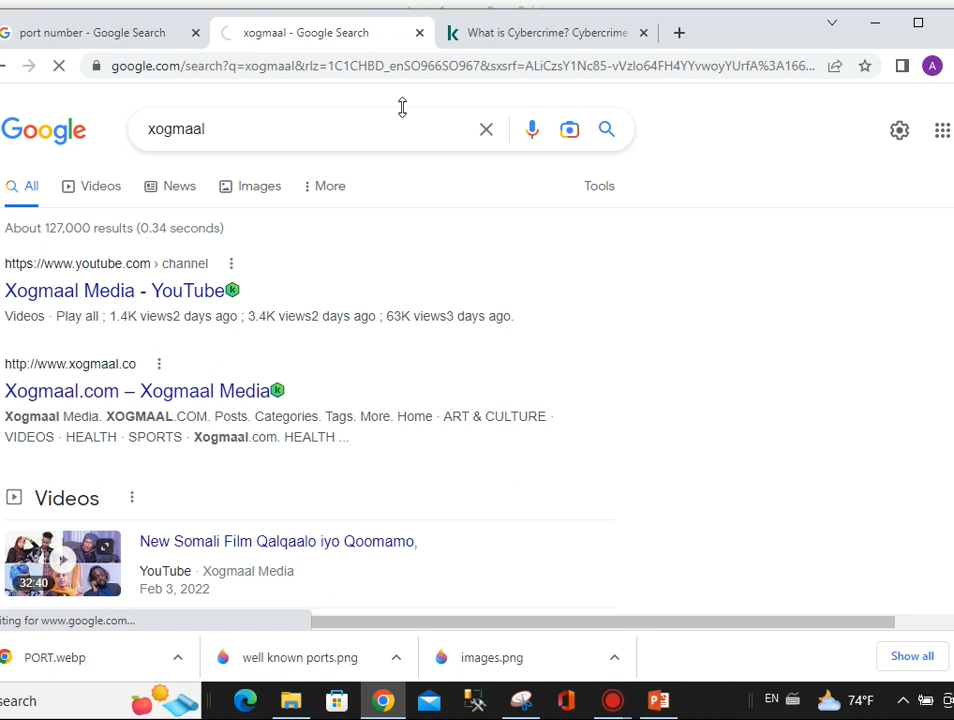 port number - Google Search
xogmaal - Google Search
What is Cybercrime? Cybercrime
google.com/search?q=xogmaal&rlz=1C1CHBD_enSO966SO967&sxsrf=ALiCzsY1Nc85-vVzlo64FH4YYvwoyYUrfA%3A166...
A
Google
xogmaal
All
Videos
News
Images
More
Tools
About 127,000 results (0.34 seconds)
https://www.youtube.com › channel
Xogmaal Media - YouTube
Videos · Play all ; 1.4K views2 days ago ; 3.4K views2 days ago ; 63K views3 days ago.
http://www.xogmaal.co
Xogmaal.com – Xogmaal Media
Xogmaal Media. XOGMAAL.COM. Posts. Categories. Tags. More. Home · ART & CULTURE ·
VIDEOS · HEALTH · SPORTS · Xogmaal.com. HEALTH ...
Videos
New Somali Film Qalqaalo iyo Qoomamo,
YouTube · Xogmaal Media
Feb 3, 2022
32:40
iting for www.google.com...
PORT.webp
well known ports.png
images.png
Show all
search
EN
74°F